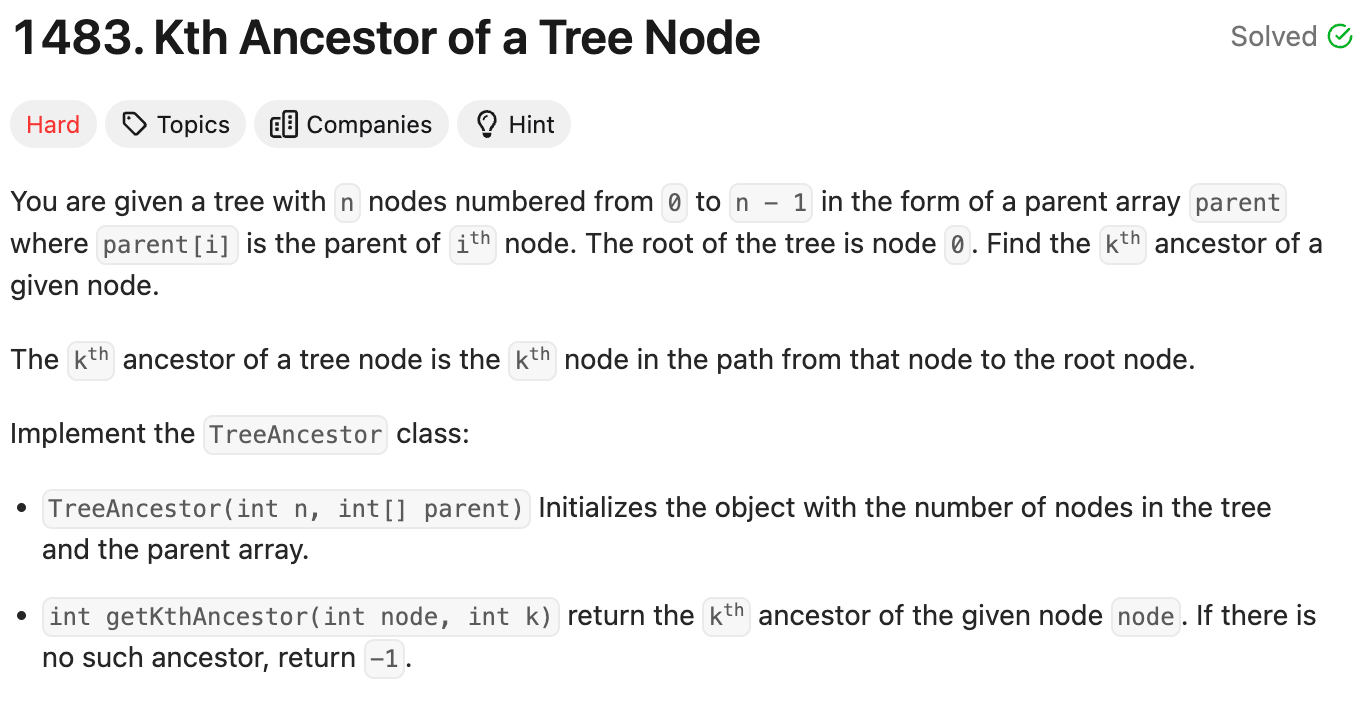 1483. Kth Ancestor of a Tree Node
Solved
Hard Topics Companies Hint
You are given a tree with n nodes numbered from 0 to n - 1 in the form of a parent array parent
where parent[i] is the parent of ith node. The root of the tree is node 0. Find the kth ancestor of a
given node.
The kth ancestor of a tree node is the kth node in the path from that node to the root node.
Implement the TreeAncestor class:
• TreeAncestor(int n, int[] parent) Initializes the object with the number of nodes in the tree
and the parent array.
• int getKthAncestor(int node, int k) return the kth ancestor of the given node node. If there is
no such ancestor, return -1.